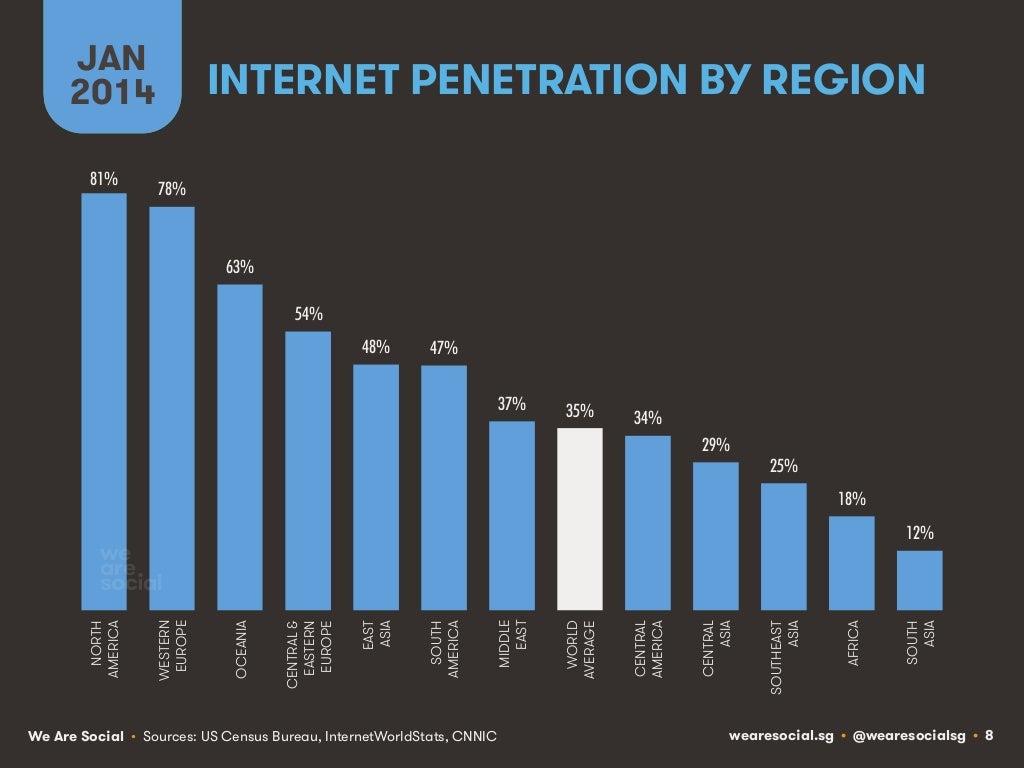 JAN
2014
INTERNET PENETRATION BY REGION
81%
78%
63%
54%
48%
47%
37%
35%
34%
29%
25%
18%
12%
we
are
social
NORTH
AMERICA
WESTERN
EUROPE
OCEANIA
CENTRAL &
EASTERN
EUROPE
EAST
ASIA
SOUTH
AMERICA
MIDDLE
EAST
WORLD
AVERAGE
CENTRAL
AMERICA
CENTRAL
ASIA
SOUTHEAST
ASIA
AFRICA
SOUTH
ASIA
We Are Social • Sources: US Census Bureau, InternetWorldStats, CNNIC
wearesocial.sg • @wearesocialsg • 8